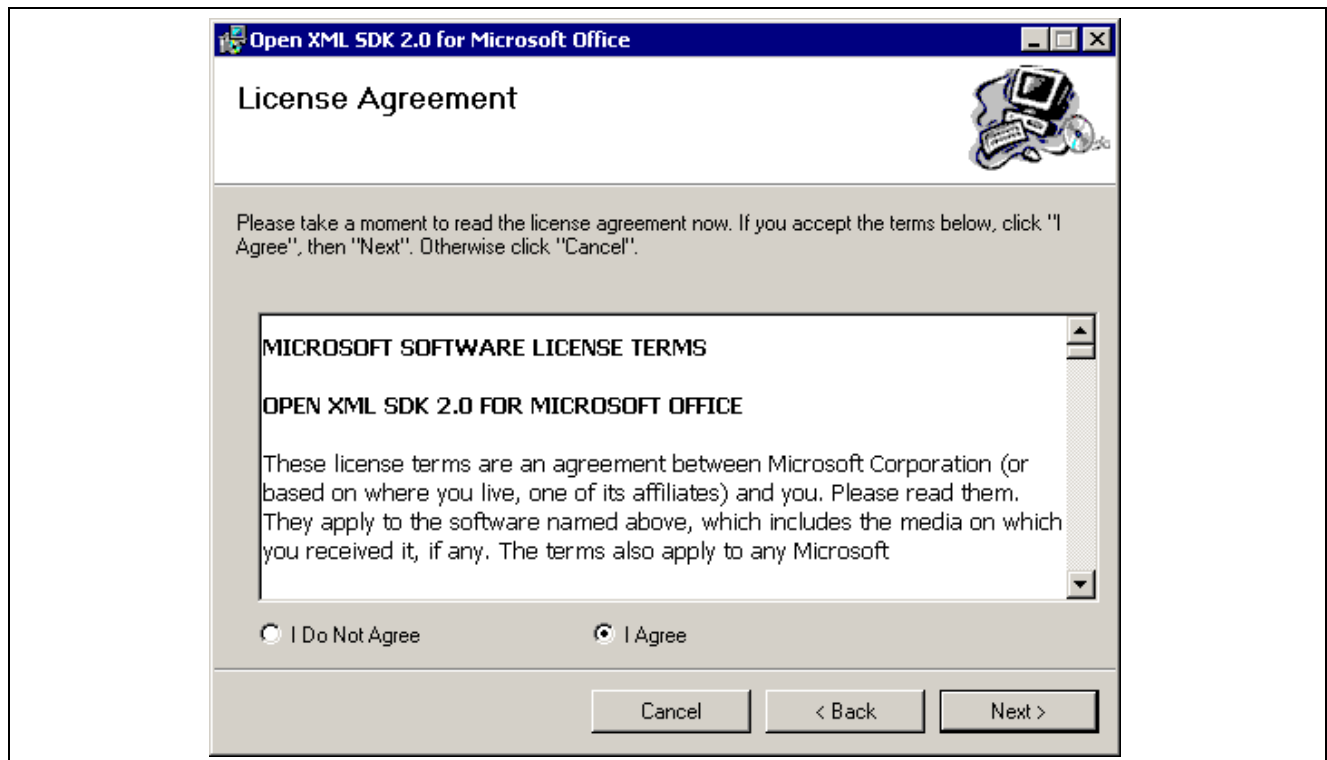 Open XML SDK 2.0 for Microsoft Office
License Agreement
Please take a moment to read the license agreement now. If you accept the terms below, click "I
Agree", then "Next". Otherwise click "Cancel".
MICROSOFT SOFTWARE LICENSE TERMS
OPEN XML SDK 2.0 FOR MICROSOFT OFFICE
These license terms are an agreement between Microsoft Corporation (or
based on where you live, one of its affiliates) and you. Please read them.
They apply to the software named above, which includes the media on which
you received it, if any. The terms also apply to any Microsoft
I Do Not Agree
I Agree
Cancel
< Back
Next >